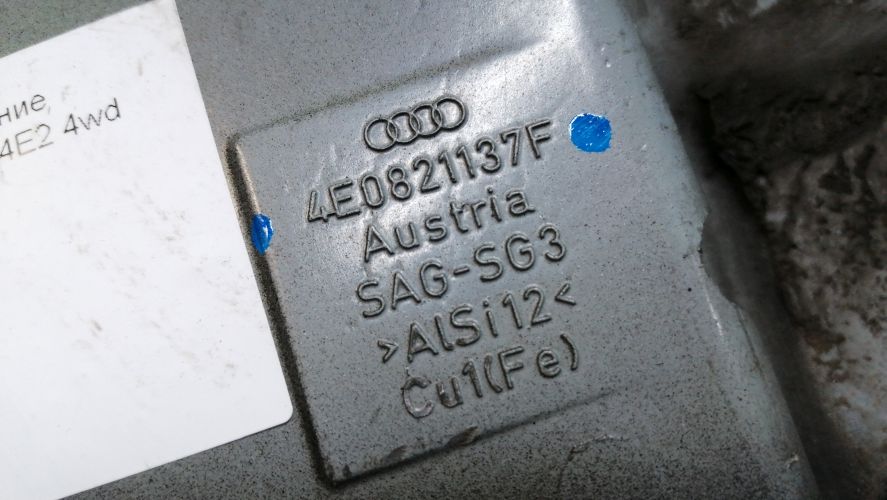 ние
4E2 4wd
4E0821137F
Austria
SAG-SG3
>AlSi12<
Cu1(Fe)